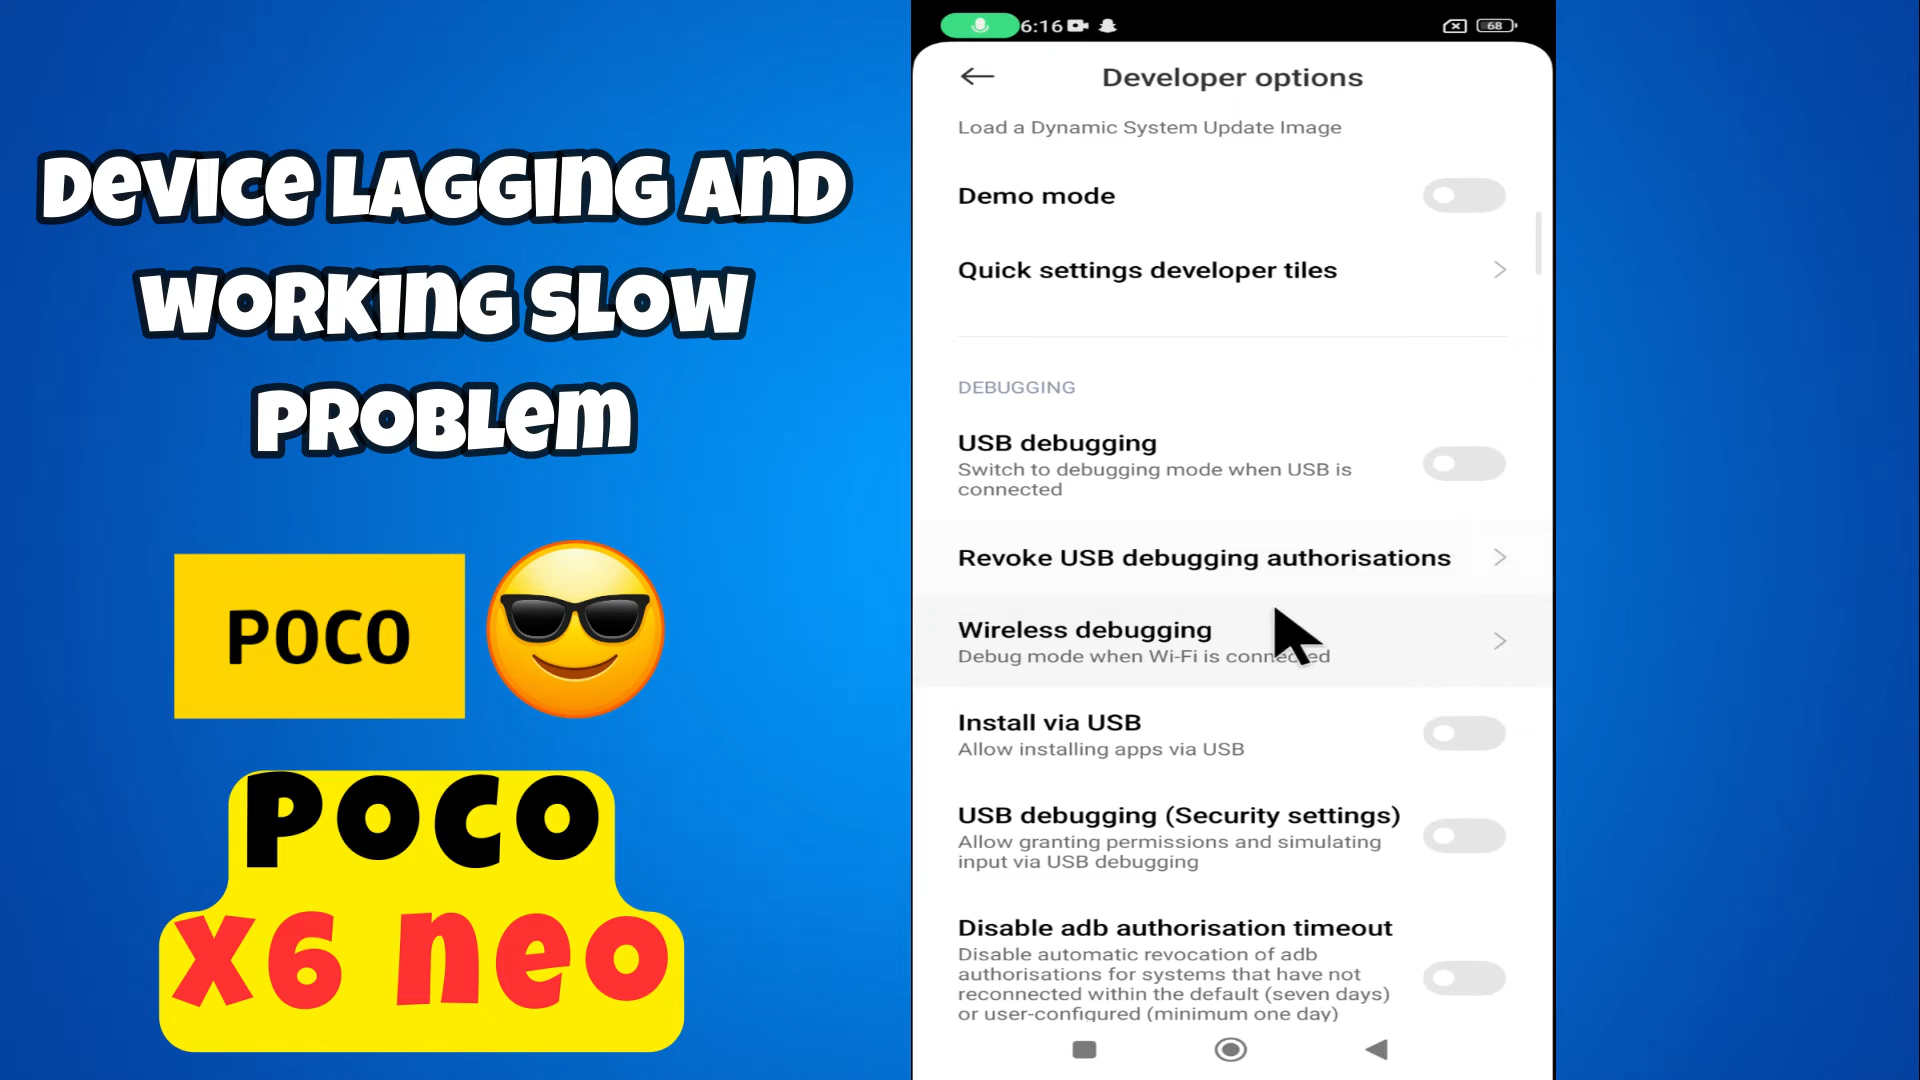 Device Lagging and
Working Slow
Problem
POCO
Poco
X6 neo
6:16
68
Developer options
Load a Dynamic System Update Image
Demo mode
Quick settings developer tiles
DEBUGGING
USB debugging
Switch to debugging mode when USB is
connected
Revoke USB debugging authorisations
Wireless debugging
Debug mode when Wi-Fi is connected
Install via USB
Allow installing apps via USB
USB debugging (Security settings)
Allow granting permissions and simulating
input via USB debugging
Disable adb authorisation timeout
Disable automatic revocation of adb
authorisations for systems that have not
reconnected within the default (seven days)
or user-configured (minimum one day)